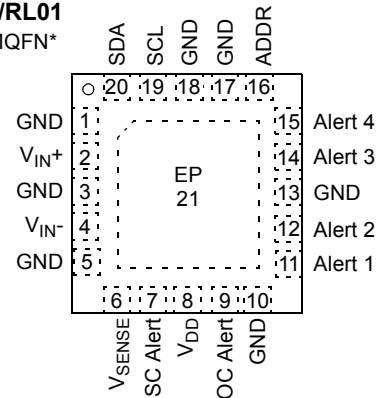 /RL01
MQFN*
SDA
SCL
GND
GND
ADDR
20 19 18 17 16
GND 1
VIN+ 2
GND 3
VIN- 4
GND 5
EP
21
15 Alert 4
14 Alert 3
13 GND
12 Alert 2
11 Alert 1
6 7 8 9 10
VSENSE
SC Alert
VDD
OC Alert
GND